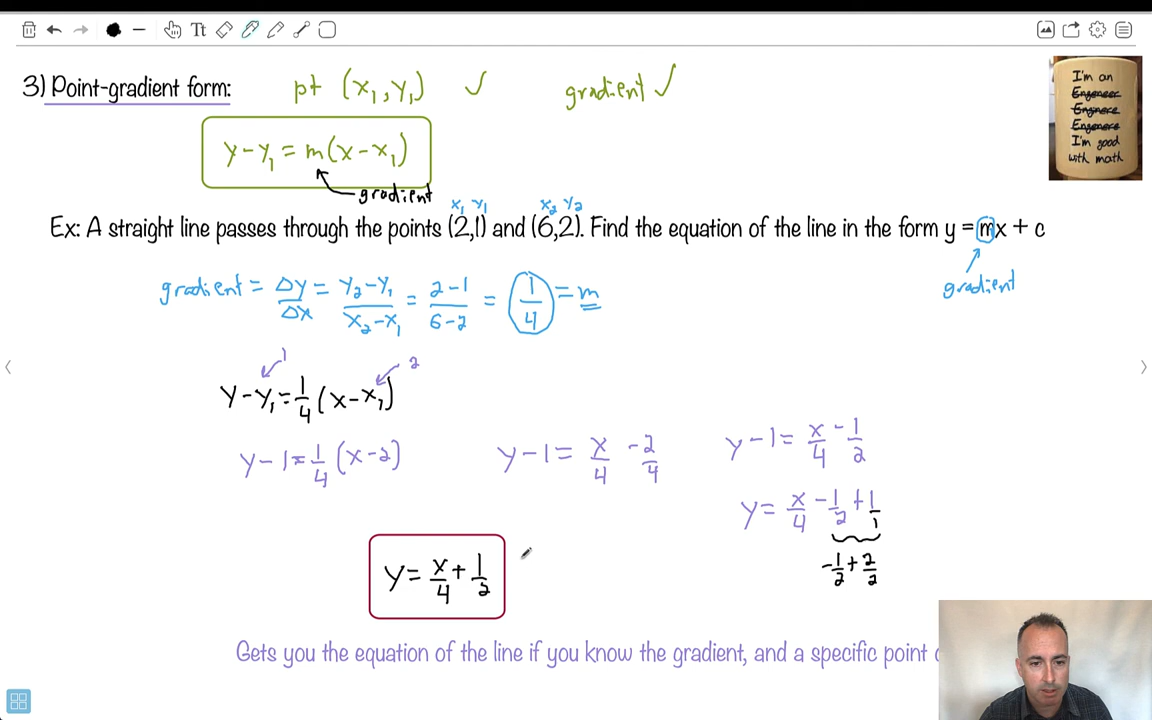 Tt
3) Point-gradient form: pt (x₁,y₁) ✓ gradient ✓
y-y₁ = m(x-x₁)
gradient
I'm an
Engeneer
Enginere
Engenere
I'm good
with math
x₁ y₁ x₂ y₂
Ex: A straight line passes through the points (2,1) and (6,2). Find the equation of the line in the form y = mx + c
gradient
gradient = Δy/Δx = y₂-y₁/x₂-x₁ = 2-1/6-2 = 1/4 = m
1 2
y-y₁ = 1/4 (x-x₁)
y-1 = 1/4 (x-2) y-1 = x/4 - 2/4 y-1 = x/4 - 1/2
y = x/4 - 1/2 + 1/1
-1/2 + 2/2
y = x/4 + 1/2
Gets you the equation of the line if you know the gradient, and a specific point